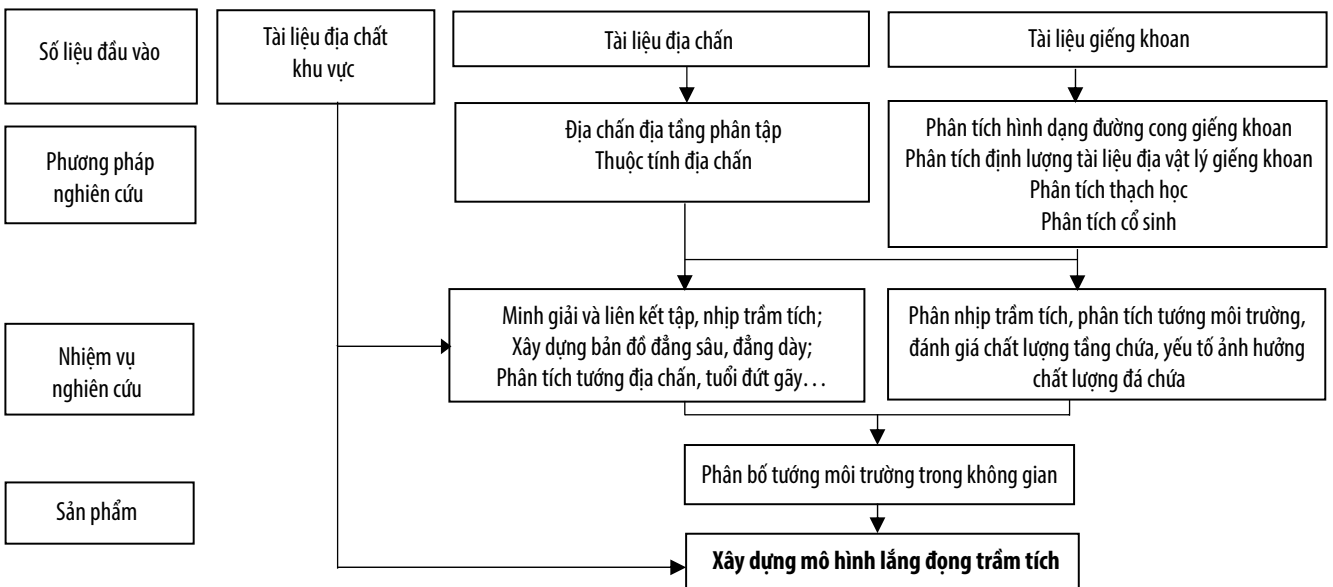 Số liệu đầu vào
Tài liệu địa chất
khu vực
Tài liệu địa chấn
Tài liệu giếng khoan
Phương pháp
nghiên cứu
Địa chấn địa tầng phân tập
Thuộc tính địa chấn
Phân tích hình dạng đường cong giếng khoan
Phân tích định lượng tài liệu địa vật lý giếng khoan
Phân tích thạch học
Phân tích cổ sinh
Nhiệm vụ
nghiên cứu
Minh giải và liên kết tập, nhịp trầm tích;
Xây dựng bản đồ đẳng sâu, đẳng dày;
Phân tích tướng địa chấn, tuổi đứt gãy…
Phân nhịp trầm tích, phân tích tướng môi trường,
đánh giá chất lượng tầng chứa, yếu tố ảnh hưởng
chất lượng đá chứa
Sản phẩm
Phân bố tướng môi trường trong không gian
Xây dựng mô hình lắng đọng trầm tích